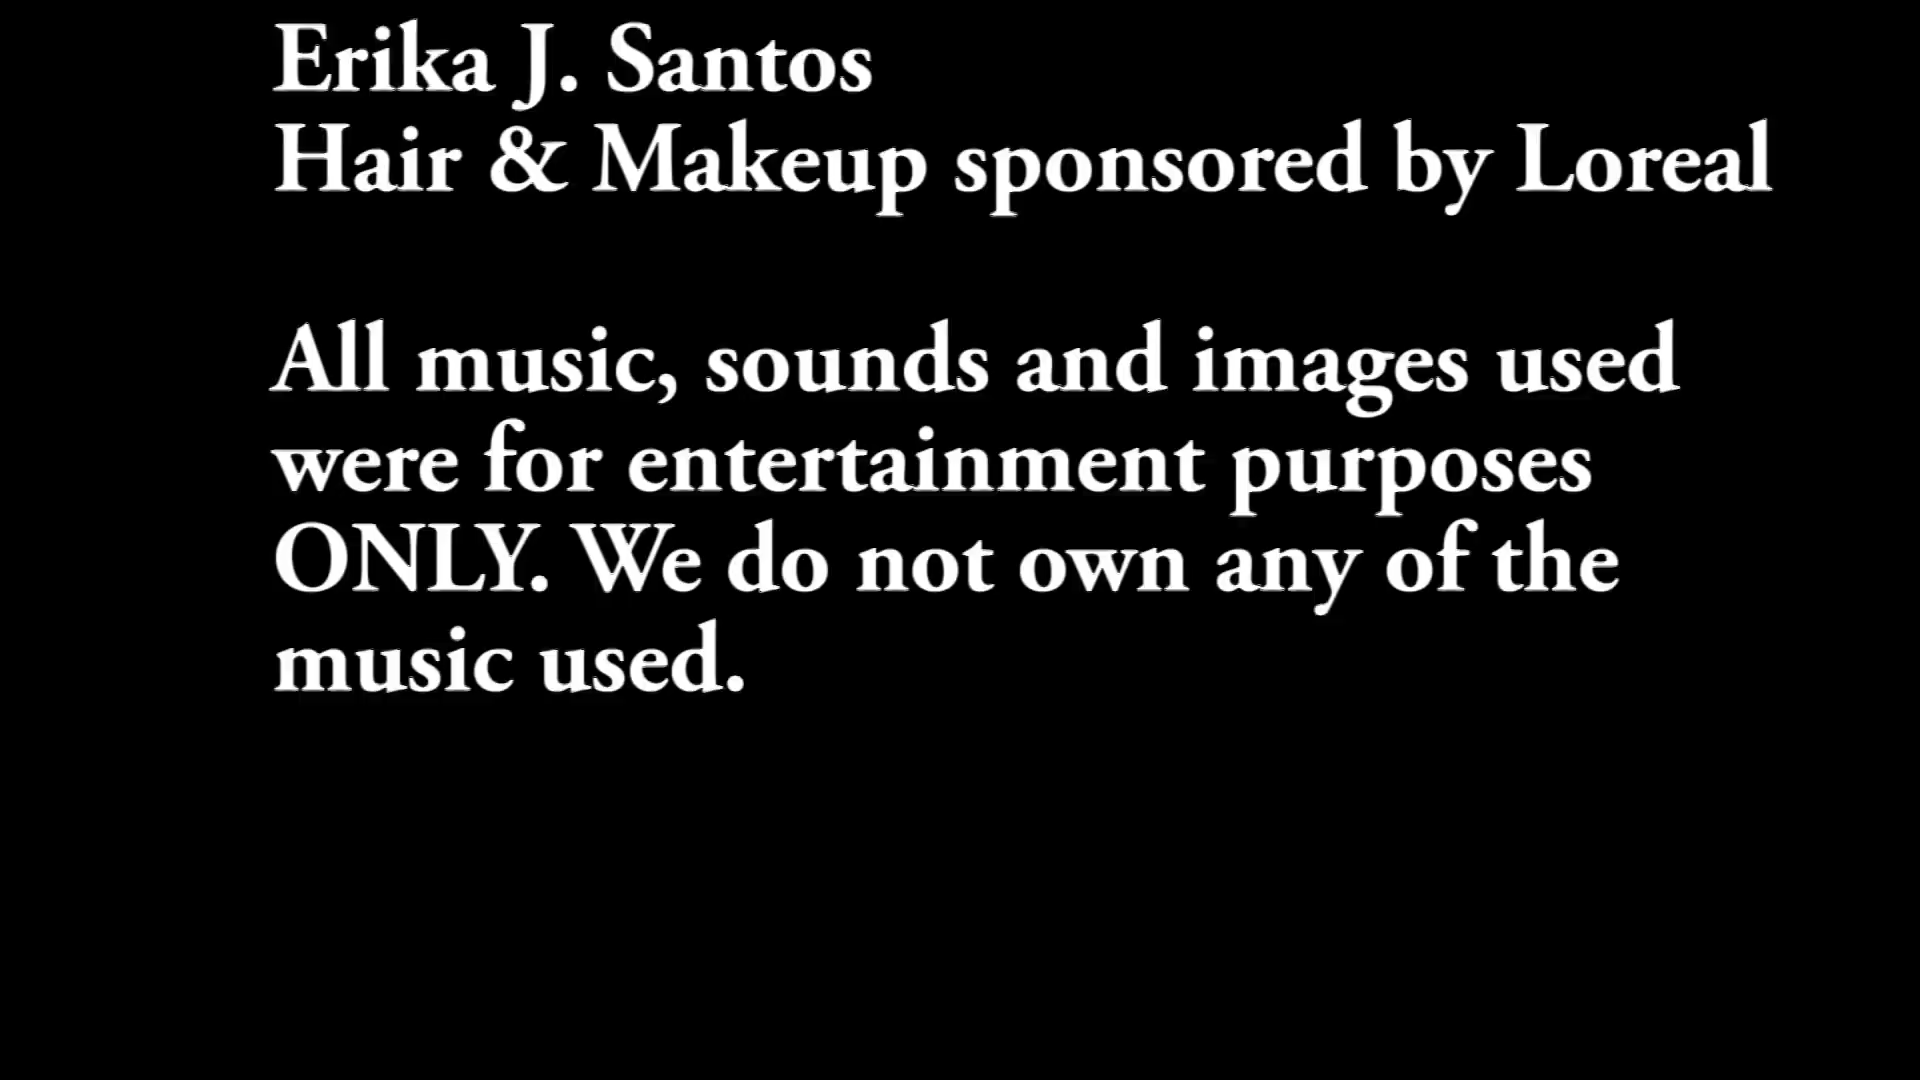 Erika J. Santos
Hair & Makeup sponsored by Loreal
All music, sounds and images used
were for entertainment purposes
ONLY. We do not own any of the
music used.